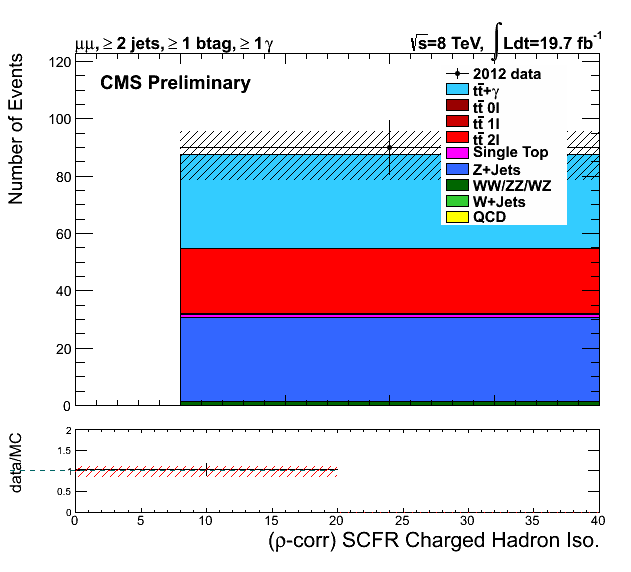 μμ, ≥ 2 jets, ≥ 1 btag, ≥ 1 γ
√s=8 TeV, ∫ Ldt=19.7 fb⁻¹
CMS Preliminary
2012 data
tt̄+γ
tt̄ 0l
tt̄ 1l
tt̄ 2l
Single Top
Z+Jets
WW/ZZ/WZ
W+Jets
QCD
Number of Events
120
100
80
60
40
20
0
data/MC
2
1.5
1
0.5
0
0 5 10 15 20 25 30 35 40
(ρ-corr) SCFR Charged Hadron Iso.